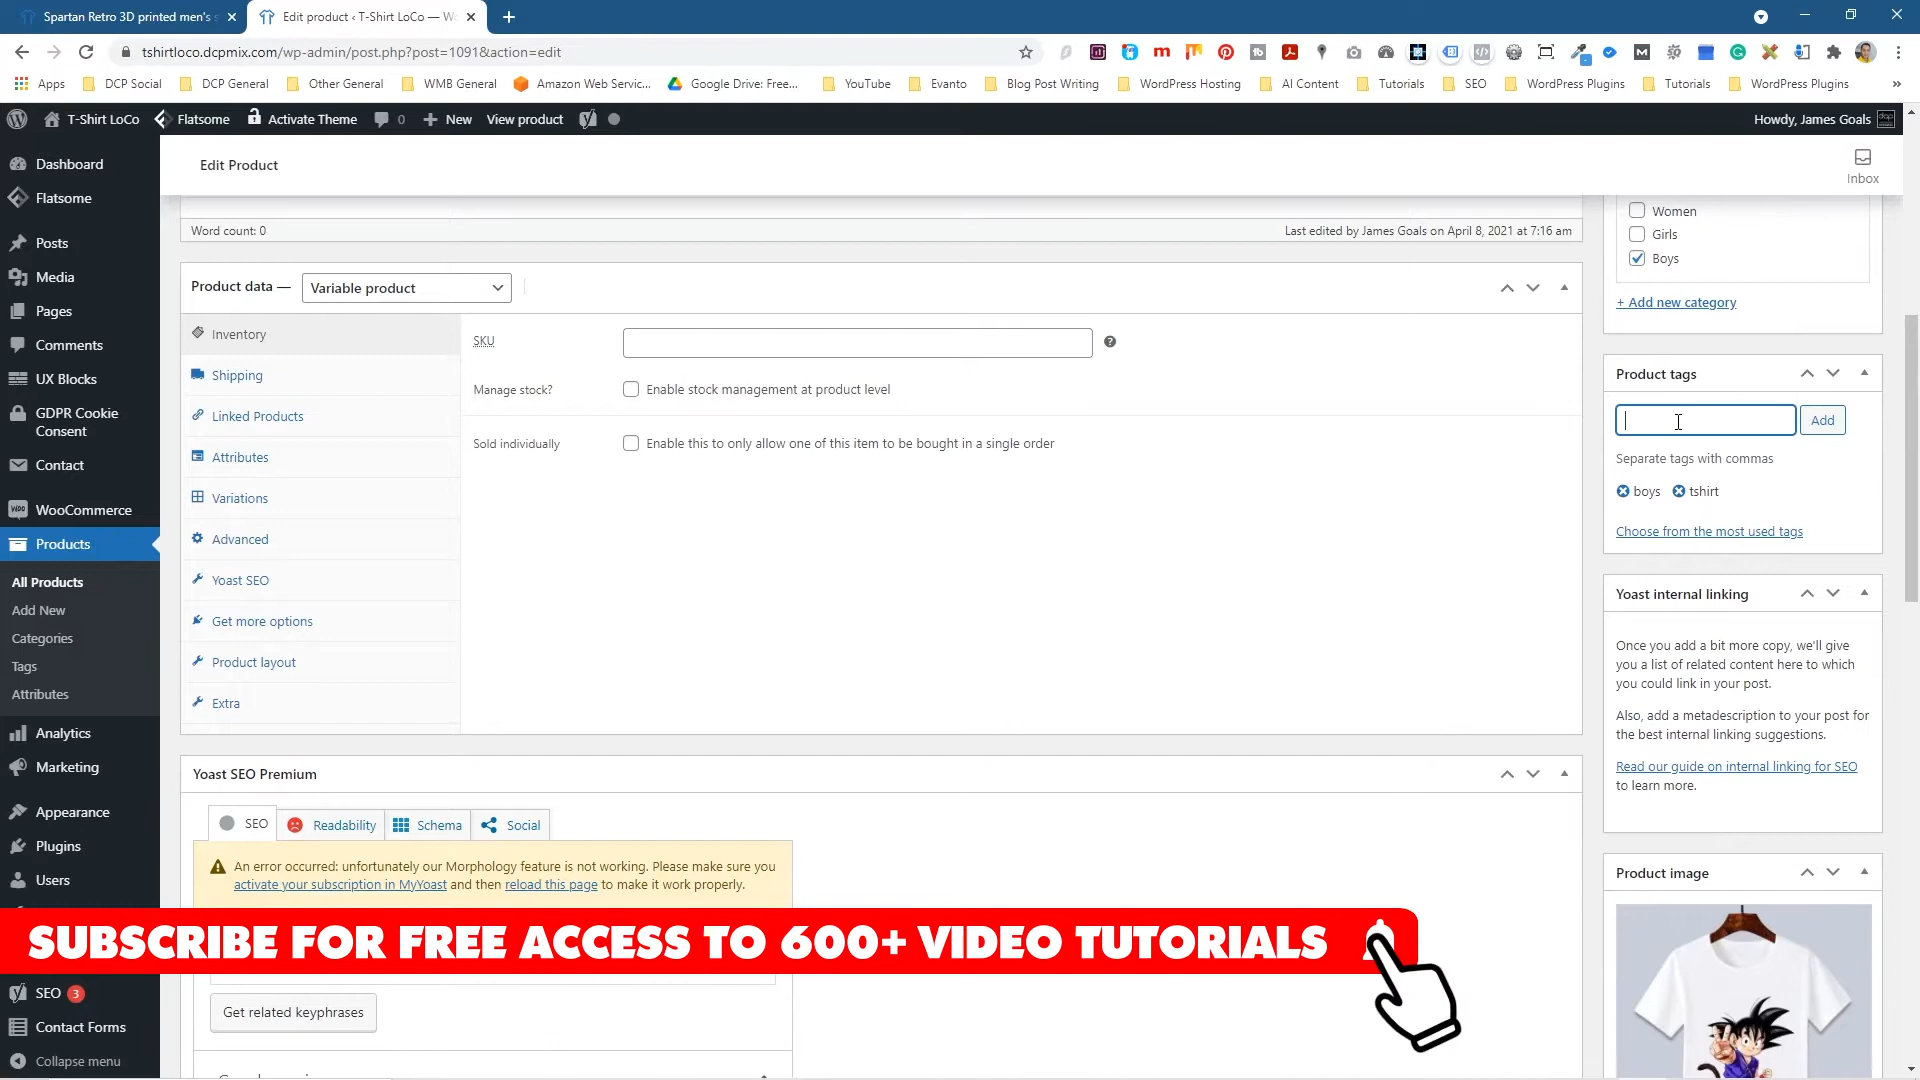 Spartan Retro 3D printed men's s
Edit product ‹ T-Shirt LoCo — Wo
tshirtloco.dcpmix.com/wp-admin/post.php?post=1091&action=edit
Apps
DCP Social
DCP General
Other General
WMB General
Amazon Web Servic...
Google Drive: Free...
YouTube
Evanto
Blog Post Writing
WordPress Hosting
AI Content
Tutorials
SEO
WordPress Plugins
Tutorials
WordPress Plugins
»
T-Shirt LoCo
Flatsome
Activate Theme
0
New
View product
Howdy, James Goals
Dashboard
Flatsome
Posts
Media
Pages
Comments
UX Blocks
GDPR Cookie
Consent
Contact
WooCommerce
Products
All Products
Add New
Categories
Tags
Attributes
Analytics
Marketing
Appearance
Plugins
Users
SEO 3
Contact Forms
Collapse menu
Edit Product
Inbox
Word count: 0
Last edited by James Goals on April 8, 2021 at 7:16 am
Product data —
Variable product
Inventory
Shipping
Linked Products
Attributes
Variations
Advanced
Yoast SEO
Get more options
Product layout
Extra
SKU
Manage stock?
Enable stock management at product level
Sold individually
Enable this to only allow one of this item to be bought in a single order
Yoast SEO Premium
SEO
Readability
Schema
Social
An error occurred: unfortunately our Morphology feature is not working. Please make sure you
activate your subscription in MyYoast and then reload this page to make it work properly.
SUBSCRIBE FOR FREE ACCESS TO 600+ VIDEO TUTORIALS
Get related keyphrases
Women
Girls
Boys
+ Add new category
Product tags
Add
Separate tags with commas
boys
tshirt
Choose from the most used tags
Yoast internal linking
Once you add a bit more copy, we'll give
you a list of related content here to which
you could link in your post.
Also, add a metadescription to your post for
the best internal linking suggestions.
Read our guide on internal linking for SEO
to learn more.
Product image